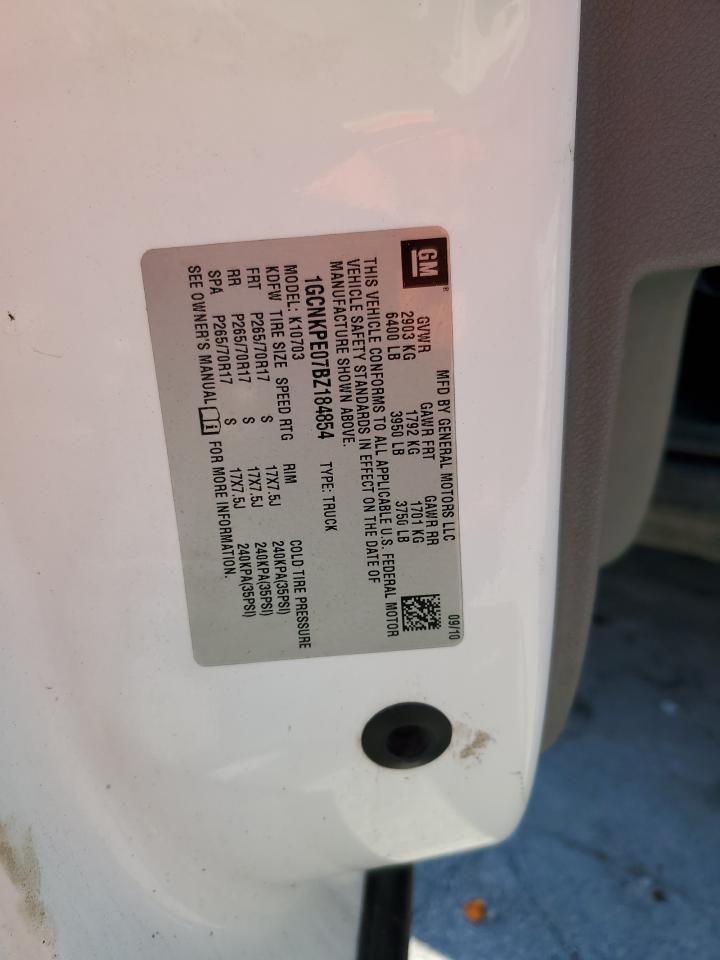 GM®
MFD BY GENERAL MOTORS LLC 09/10
GVWR GAWR FRT GAWR RR
2903 KG 1792 KG 1701 KG
6400 LB 3950 LB 3750 LB
THIS VEHICLE CONFORMS TO ALL APPLICABLE U.S. FEDERAL MOTOR
VEHICLE SAFETY STANDARDS IN EFFECT ON THE DATE OF
MANUFACTURE SHOWN ABOVE.
1GCNKPE07BZ184854 TYPE: TRUCK
MODEL: K10703
KDFW TIRE SIZE SPEED RTG RIM COLD TIRE PRESSURE
FRT P265/70R17 S 17X7.5J 240KPA(35PSI)
RR P265/70R17 S 17X7.5J 240KPA(35PSI)
SPA P265/70R17 S 17X7.5J 240KPA(35PSI)
SEE OWNER'S MANUAL i FOR MORE INFORMATION.